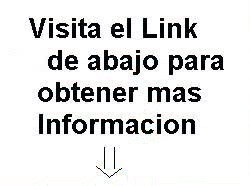 Visita el Link
de abajo para
obtener mas
Informacion